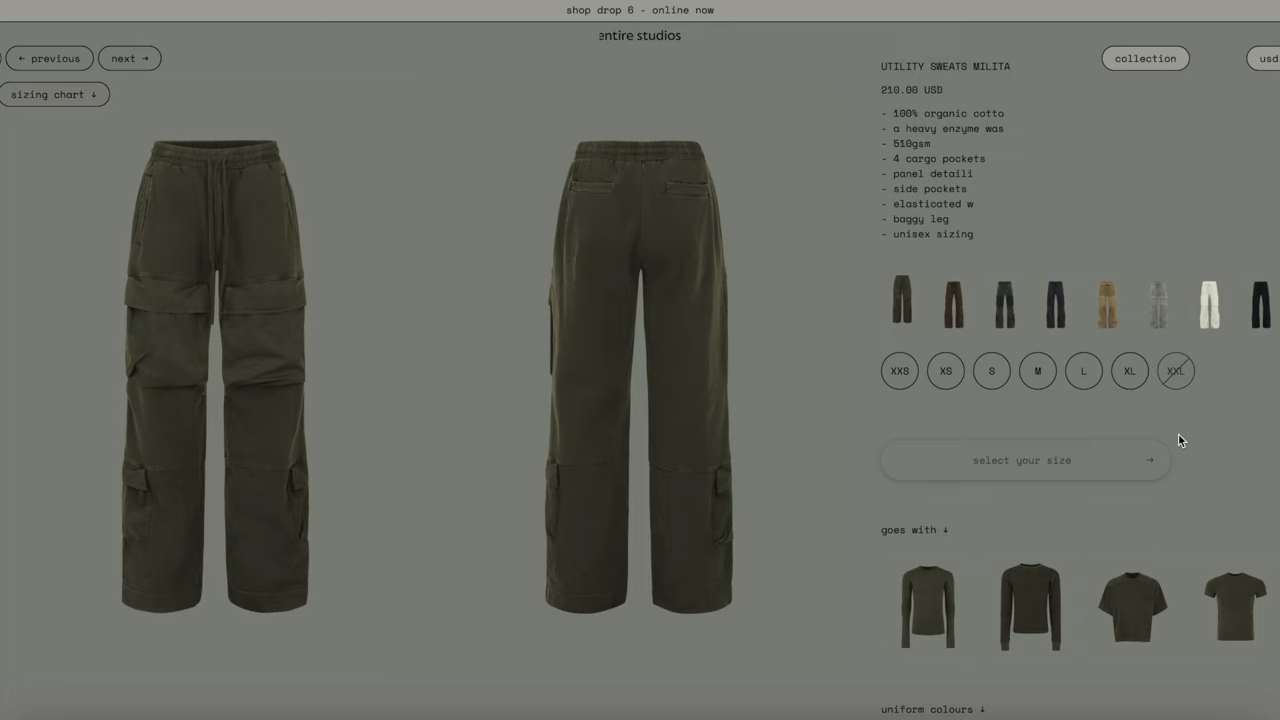 shop drop 6 - online now
entire studios
← previous
next →
collection
usd
sizing chart ↓
UTILITY SWEATS MILITA
210.00 USD
- 100% organic cotto
- a heavy enzyme was
- 510gsm
- 4 cargo pockets
- panel detaili
- side pockets
- elasticated w
- baggy leg
- unisex sizing
XXS XS S M L XL XXL
select your size →
goes with ↓
uniform colours ↓